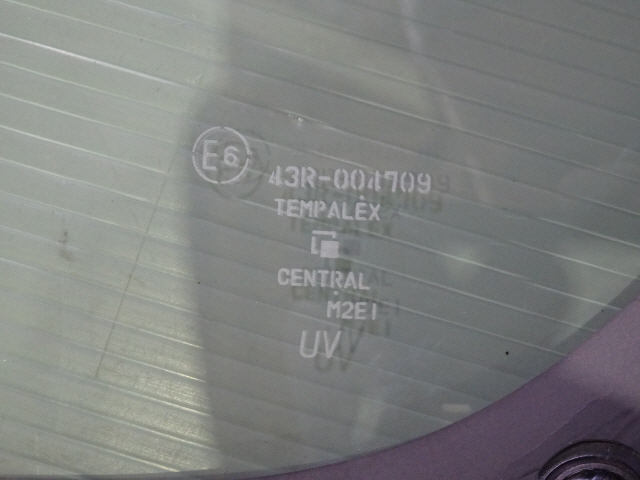 E6
43R-004709
TEMPALEX
CENTRAL
M2E1
UV